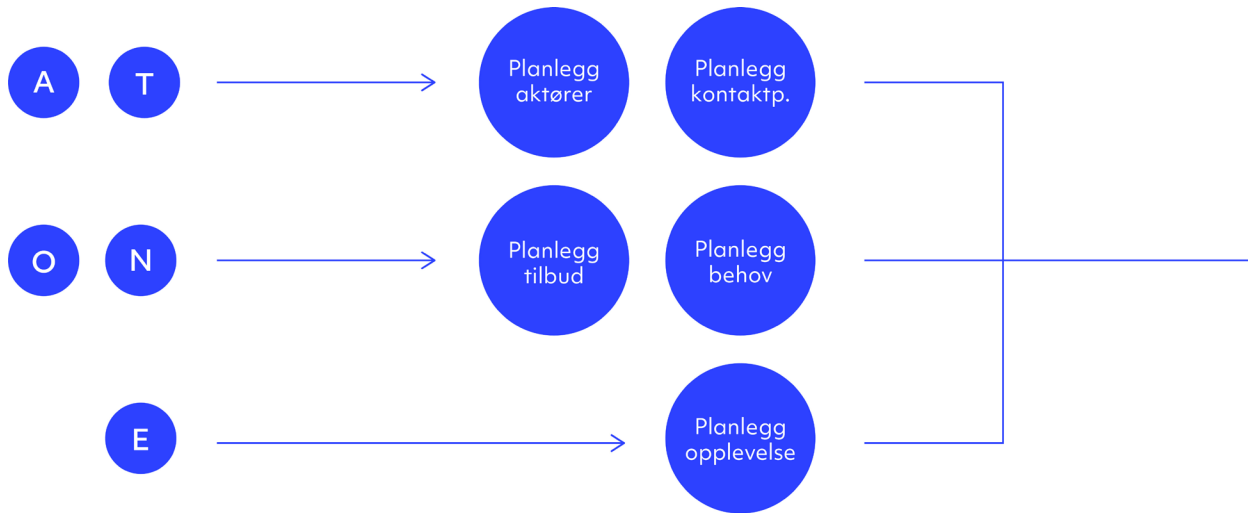 A T
Planlegg
aktører
Planlegg
kontaktp.
O N
Planlegg
tilbud
Planlegg
behov
E
Planlegg
opplevelse